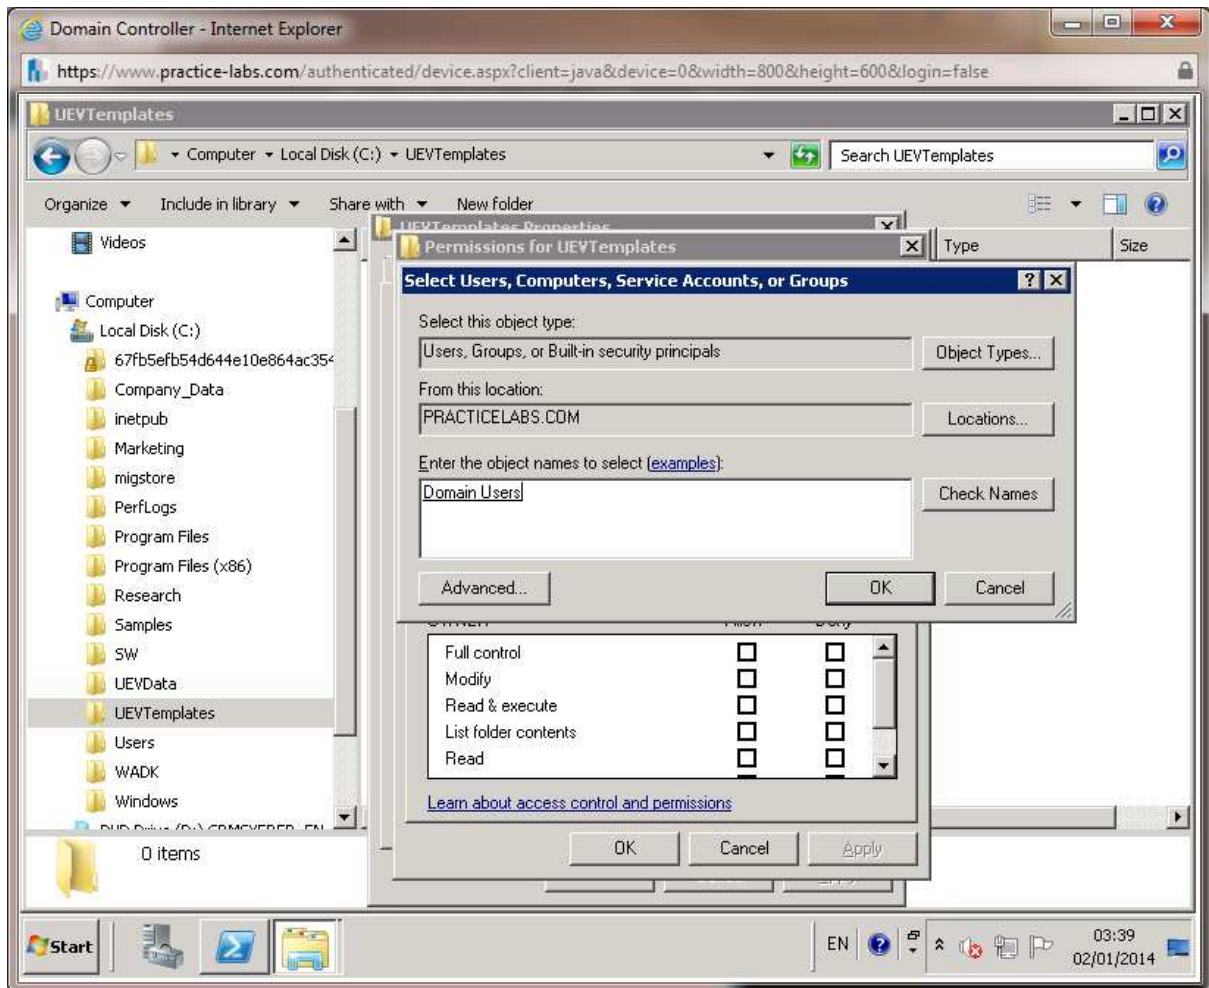 Domain Controller - Internet Explorer
https://www.practice-labs.com/authenticated/device.aspx?client=java&device=0&width=800&height=600&login=false
UEVTemplates
Computer Local Disk (C:) UEVTemplates
Search UEVTemplates
Organize Include in library Share with New folder
UEVTemplates Properties
Permissions for UEVTemplates
Type Size
Select Users, Computers, Service Accounts, or Groups
Select this object type:
Users, Groups, or Built-in security principals
Object Types...
From this location:
PRACTICELABS.COM
Locations...
Enter the object names to select (examples):
Domain Users
Check Names
Advanced...
OK Cancel
Videos
Computer
Local Disk (C:)
67fb5efb54d644e10e864ac354
Company_Data
inetpub
Marketing
migstore
PerfLogs
Program Files
Program Files (x86)
Research
Samples
SW
UEVData
UEVTemplates
Users
WADK
Windows
Full control
Modify
Read & execute
List folder contents
Read
Learn about access control and permissions
OK Cancel Apply
0 items
Start
EN
03:39
02/01/2014